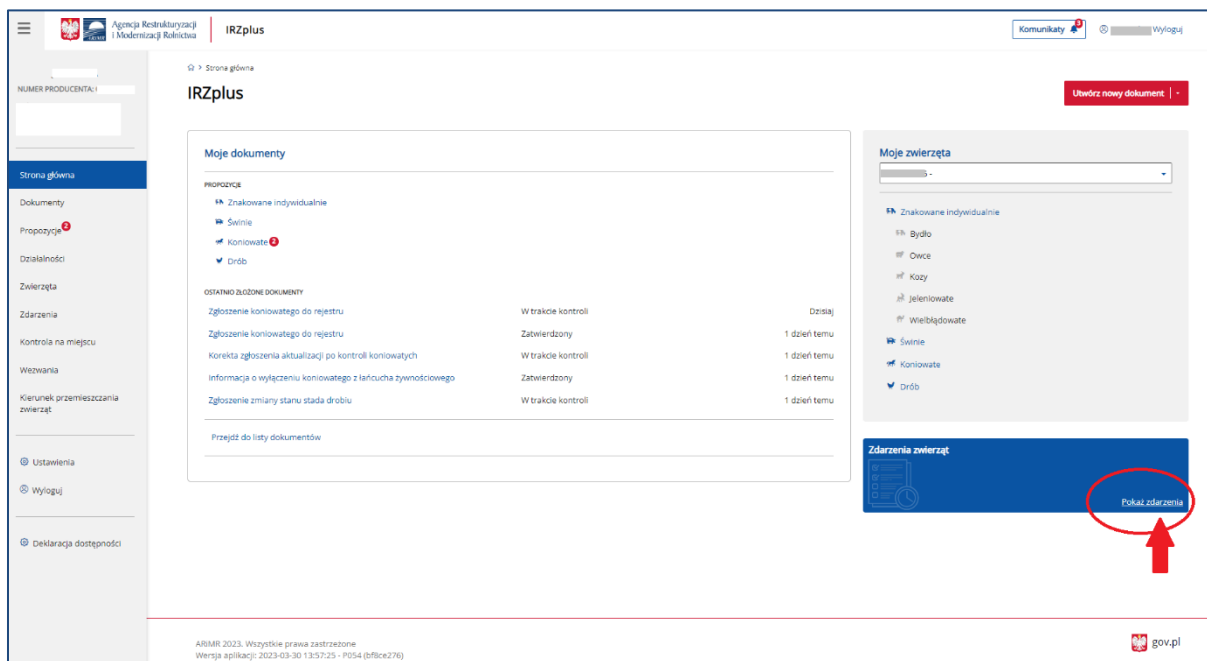 Agencja Restrukturyzacji
i Modernizacji Rolnictwa
IRZplus
Komunikaty 3
Wyloguj
NUMER PRODUCENTA:
Strona główna
Dokumenty
Propozycje 2
Działalności
Zwierzęta
Zdarzenia
Kontrola na miejscu
Wezwania
Kierunek przemieszczania
zwierząt
Ustawienia
Wyloguj
Deklaracja dostępności
> Strona główna
IRZplus
Utwórz nowy dokument
Moje dokumenty
PROPOZYCJE
Znakowane indywidualnie
Świnie
Koniowate 2
Drób
OSTATNIO ZŁOŻONE DOKUMENTY
Zgłoszenie koniowatego do rejestru W trakcie kontroli Dzisiaj
Zgłoszenie koniowatego do rejestru Zatwierdzony 1 dzień temu
Korekta zgłoszenia aktualizacji po kontroli koniowatych W trakcie kontroli 1 dzień temu
Informacja o wyłączeniu koniowatego z łańcucha żywnościowego Zatwierdzony 1 dzień temu
Zgłoszenie zmiany stanu stada drobiu W trakcie kontroli 1 dzień temu
Przejdź do listy dokumentów
Moje zwierzęta
-
Znakowane indywidualnie
Bydło
Owce
Kozy
Jeleniowate
Wielbłądowate
Świnie
Koniowate
Drób
Zdarzenia zwierząt
Pokaż zdarzenia
ARiMR 2023. Wszystkie prawa zastrzeżone
Wersja aplikacji: 2023-03-30 13:57:25 - P054 (bf8ce276)
gov.pl